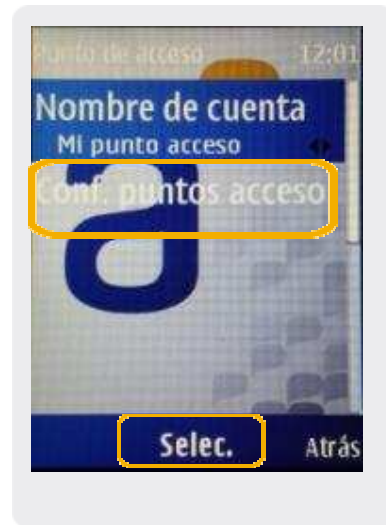 Punto de acceso 12:01
Nombre de cuenta
Mi punto acceso
Conf. puntos acceso
a
Selec. Atrás